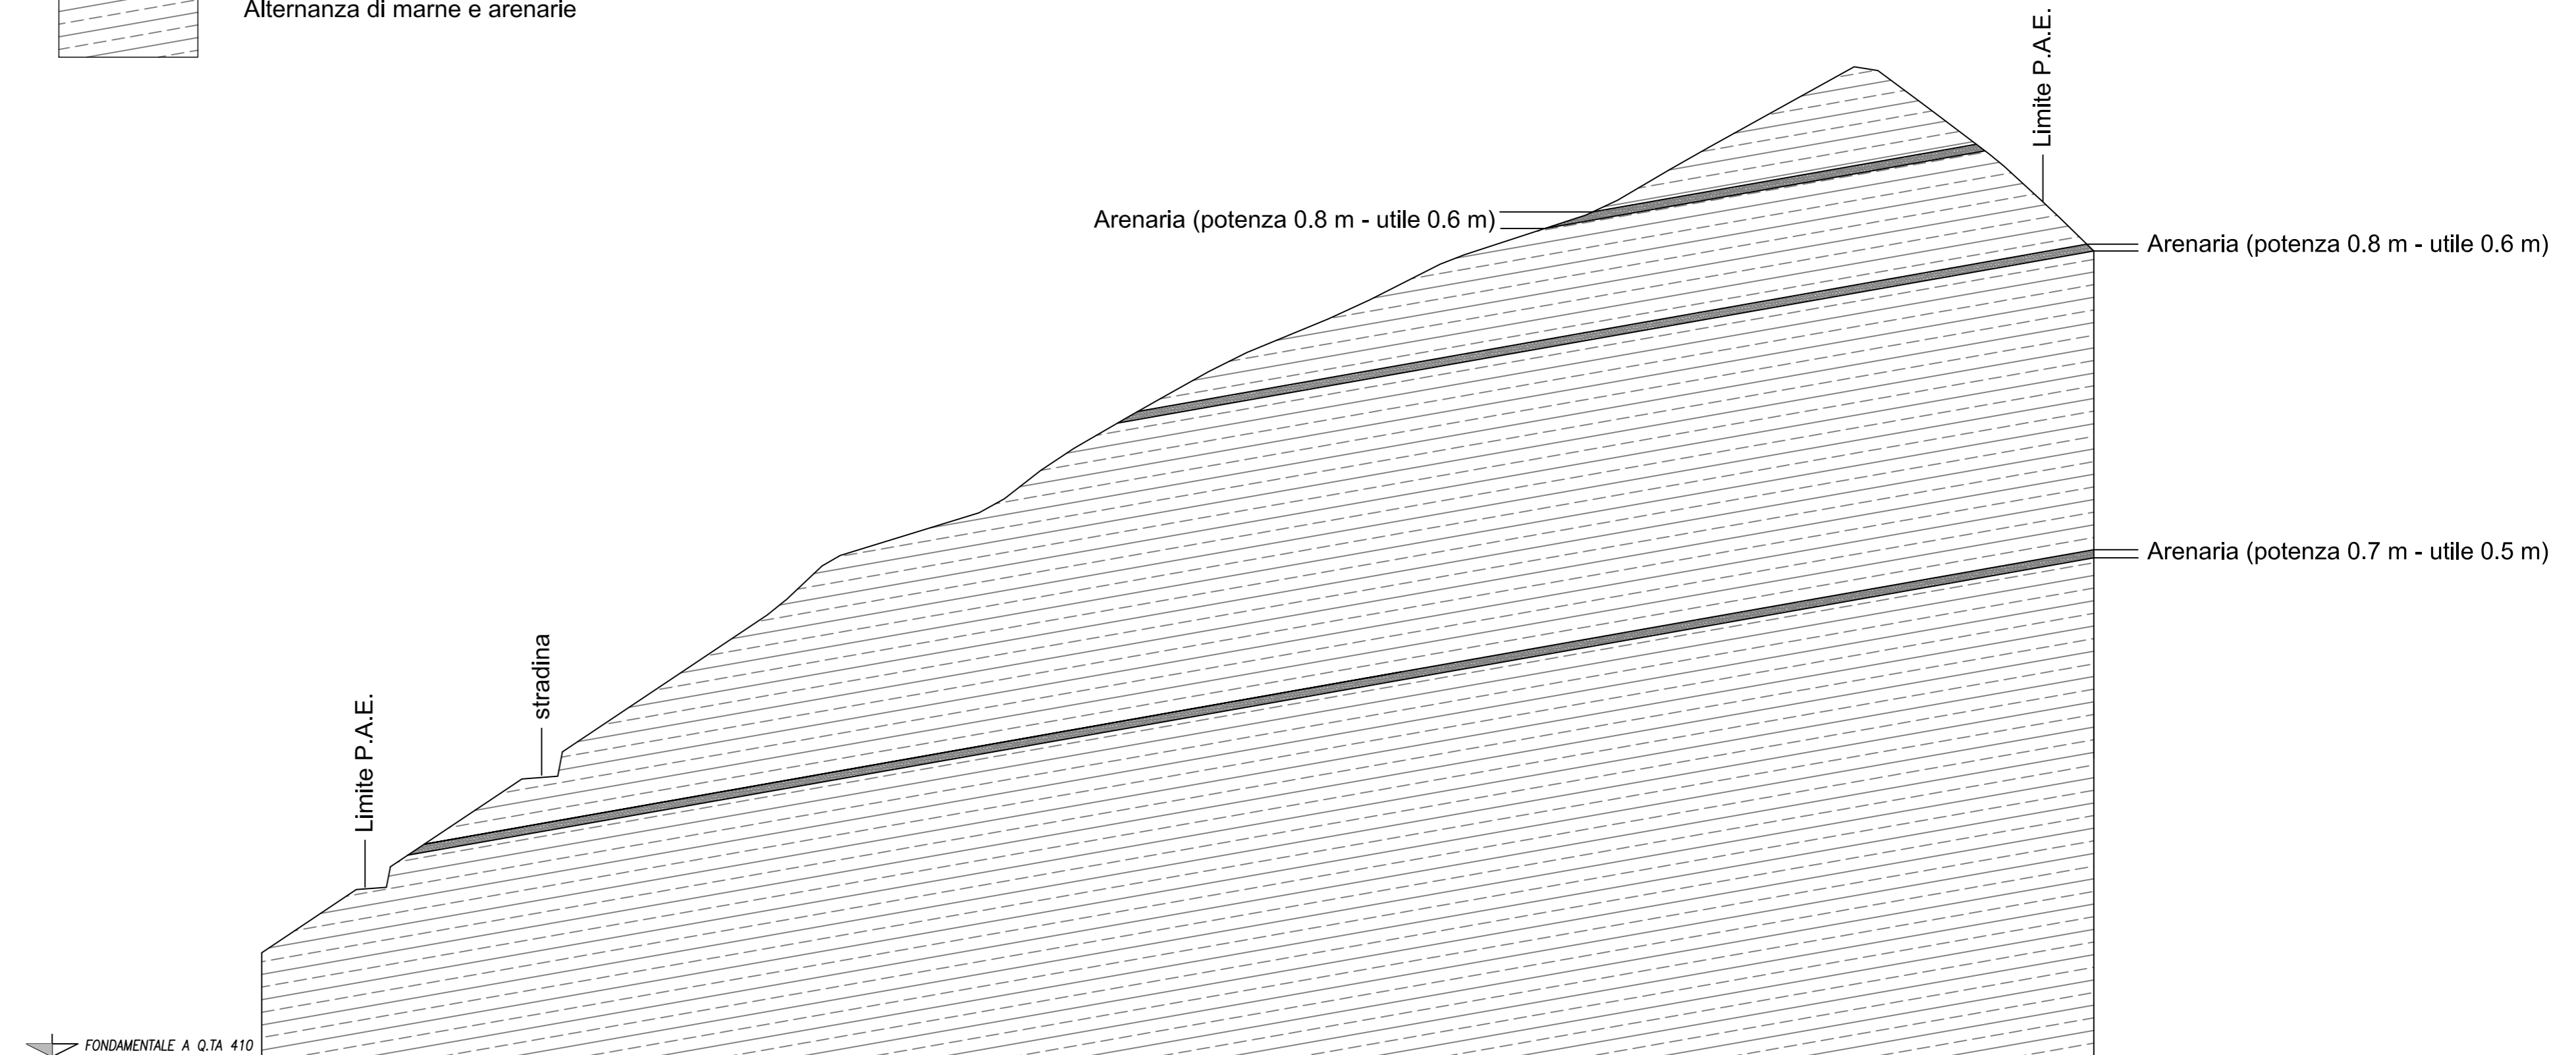 Alternanza di marne e arenarie
Limite P.A.E.
Arenaria (potenza 0.8 m - utile 0.6 m)
Arenaria (potenza 0.8 m - utile 0.6 m)
Arenaria (potenza 0.7 m - utile 0.5 m)
stradina
Limite P.A.E.
FONDAMENTALE A Q.TA 410